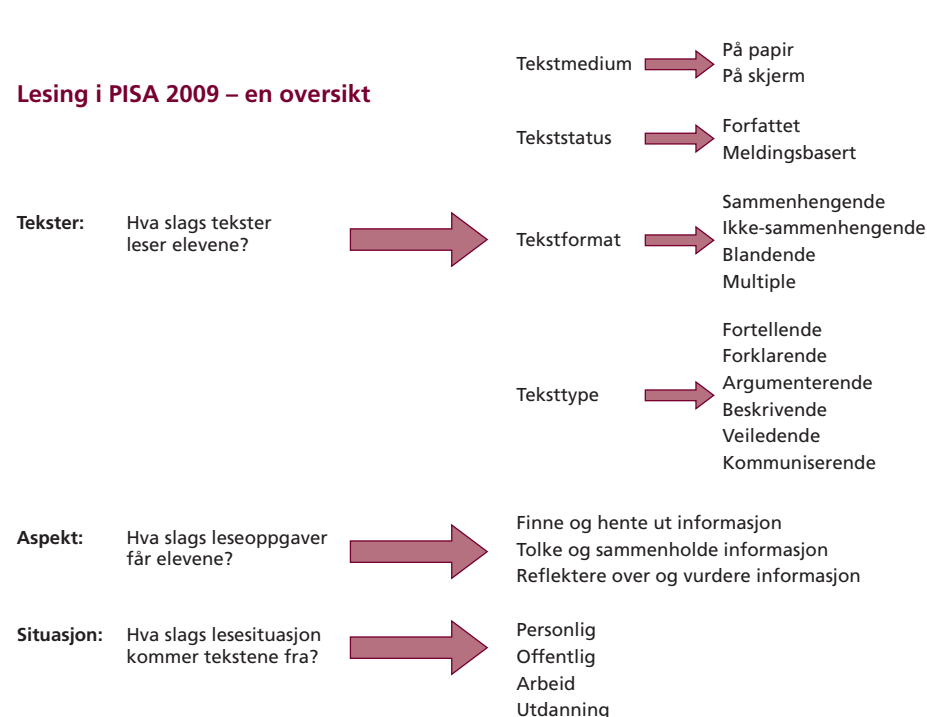 Lesing i PISA 2009 – en oversikt
Tekstmedium
På papir
På skjerm
Tekststatus
Forfattet
Meldingsbasert
Tekster:
Hva slags tekster
leser elevene?
Tekstformat
Sammenhengende
Ikke-sammenhengende
Blandende
Multiple
Teksttype
Fortellende
Forklarende
Argumenterende
Beskrivende
Veiledende
Kommuniserende
Aspekt:
Hva slags leseoppgaver
får elevene?
Finne og hente ut informasjon
Tolke og sammenholde informasjon
Reflektere over og vurdere informasjon
Situasjon:
Hva slags lesesituasjon
kommer tekstene fra?
Personlig
Offentlig
Arbeid
Utdanning